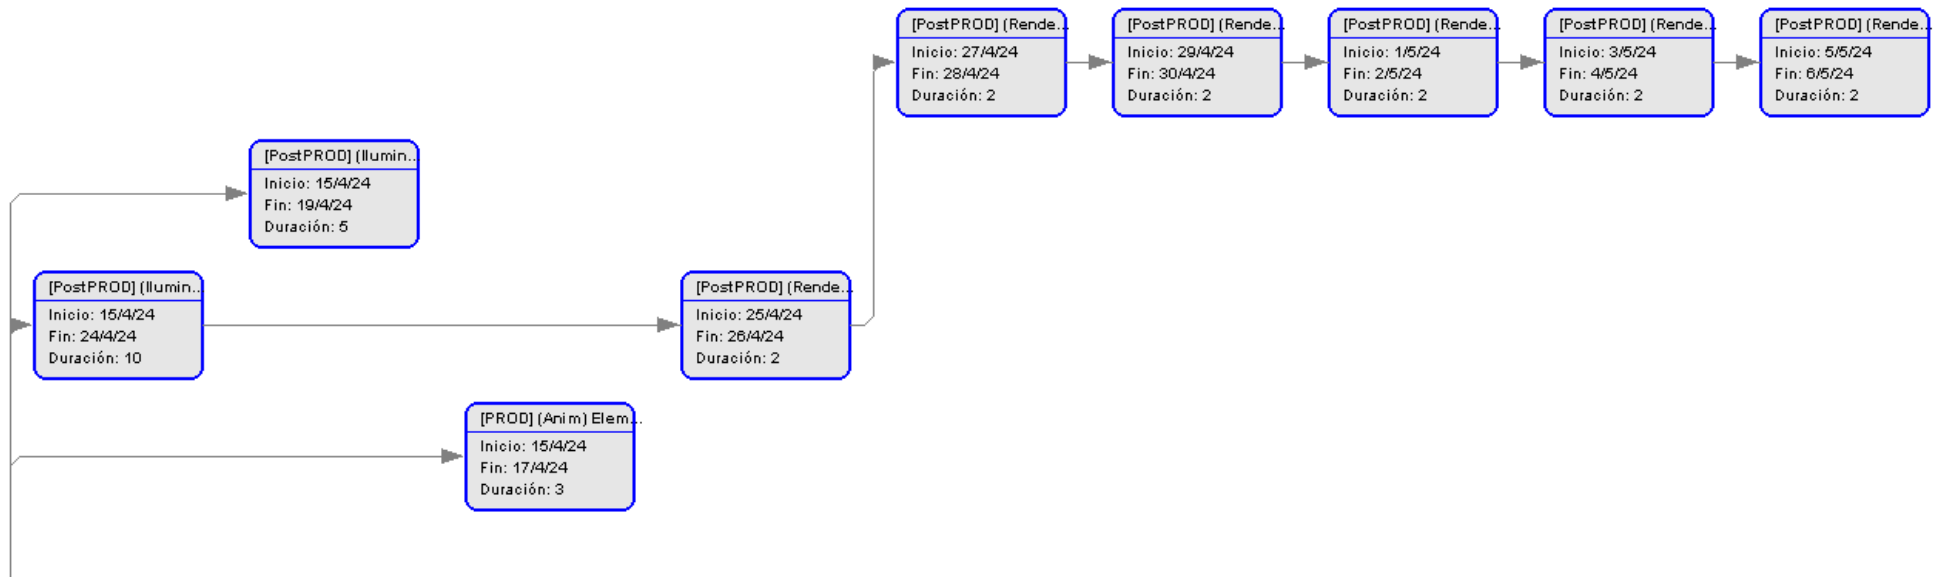 [PostPROD] (Rende...
Inicio: 27/4/24
Fin: 28/4/24
Duración: 2
[PostPROD] (Rende...
Inicio: 29/4/24
Fin: 30/4/24
Duración: 2
[PostPROD] (Rende...
Inicio: 1/5/24
Fin: 2/5/24
Duración: 2
[PostPROD] (Rende...
Inicio: 3/5/24
Fin: 4/5/24
Duración: 2
[PostPROD] (Rende...
Inicio: 5/5/24
Fin: 6/5/24
Duración: 2
[PostPROD] (Ilumin...
Inicio: 15/4/24
Fin: 19/4/24
Duración: 5
[PostPROD] (Ilumin...
Inicio: 15/4/24
Fin: 24/4/24
Duración: 10
[PostPROD] (Rende...
Inicio: 25/4/24
Fin: 26/4/24
Duración: 2
[PROD] (Anim) Elem...
Inicio: 15/4/24
Fin: 17/4/24
Duración: 3